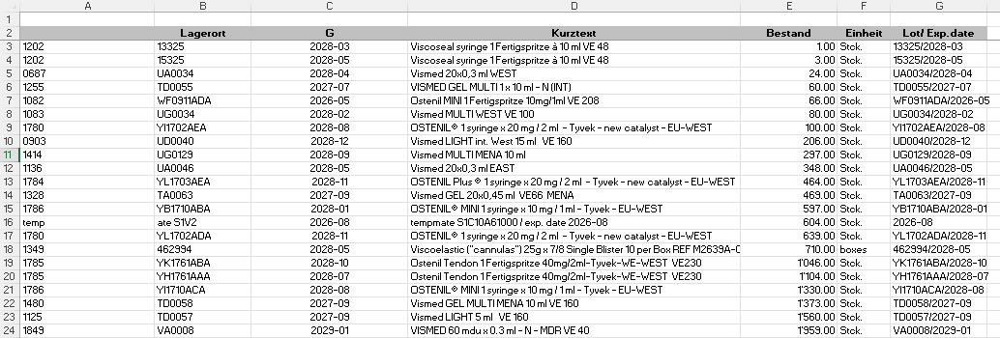 A B C D E F G
1
2 Lagerort G Kurztext Bestand Einheit Lot/ Exp.date
3 1202 13325 2028-03 Viscoseal syringe 1 Fertigspritze à 10 ml VE 48 1.00 Stck. 13325/2028-03
4 1202 15325 2028-05 Viscoseal syringe 1 Fertigspritze à 10 ml VE 48 3.00 Stck. 15325/2028-05
5 0687 UA0034 2028-04 Vismed 20x0,3 ml WEST 24.00 Stck. UA0034/2028-04
6 1255 TD0055 2027-07 VISMED GEL MULTI 1 x 10 ml - N (INT) 60.00 Stck. TD0055/2027-07
7 1082 WF0911ADA 2026-05 Ostenil MINI 1 Fertigspritze 10mg/1ml VE 208 66.00 Stck. WF0911ADA/2026-05
8 1083 UG0034 2028-02 Vismed MULTI WEST VE 100 80.00 Stck. UG0034/2028-02
9 1780 YI1702AEA 2028-08 OSTENIL® 1 syringe x 20 mg / 2 ml - Tyvek - new catalyst - EU-WEST 100.00 Stck. YI1702AEA/2028-08
10 0903 UD0040 2028-12 Vismed LIGHT int. West 15 ml VE 160 206.00 Stck. UD0040/2028-12
11 1414 UG0129 2028-09 Vismed MULTI MENA 10 ml 297.00 Stck. UG0129/2028-09
12 1136 UA0046 2028-05 Vismed 20x0,3 ml EAST 348.00 Stck. UA0046/2028-05
13 1784 YL1703AEA 2028-11 OSTENIL Plus ® 1 syringe x 20 mg / 2 ml - Tyvek - new catalyst - EU-WEST 464.00 Stck. YL1703AEA/2028-11
14 1328 TA0063 2027-09 Vismed GEL 20x0,45 ml VE66 MENA 469.00 Stck. TA0063/2027-09
15 1786 YB1710ABA 2028-01 OSTENIL® MINI 1 syringe x 10 mg / 1 ml - Tyvek - EU-WEST 597.00 Stck. YB1710ABA/2028-01
16 temp ate S1V2 2026-08 tempmate S1C10A61000 / exp. date 2026-08 604.00 Stck. 2026-08
17 1780 YL1702ADA 2028-11 OSTENIL® 1 syringe x 20 mg / 2 ml - Tyvek - new catalyst - EU-WEST 639.00 Stck. YL1702ADA/2028-11
18 1349 462994 2028-05 Viscoelastic ("cannulas") 25g x 7/8 Single Blister 10 per Box REF M2639A-C 710.00 boxes 462994/2028-05
19 1785 YK1761ABA 2028-10 Ostenil Tendon 1 Fertigspritze 40mg/2ml-Tyvek-WE-WEST VE230 1'046.00 Stck. YK1761ABA/2028-10
20 1785 YH1761AAA 2028-07 Ostenil Tendon 1 Fertigspritze 40mg/2ml-Tyvek-WE-WEST VE230 1'104.00 Stck. YH1761AAA/2028-07
21 1786 YI1710ACA 2028-08 OSTENIL® MINI 1 syringe x 10 mg / 1 ml - Tyvek - EU-WEST 1'330.00 Stck. YI1710ACA/2028-08
22 1480 TD0058 2027-09 Vismed GEL MULTI MENA 10 ml VE 160 1'373.00 Stck. TD0058/2027-09
23 1125 TD0057 2027-09 Vismed LIGHT 5 ml VE 160 1'560.00 Stck. TD0057/2027-09
24 1849 VA0008 2029-01 VISMED 60 mdu x 0.3 ml - N - MDR VE 40 1'959.00 Stck. VA0008/2029-01